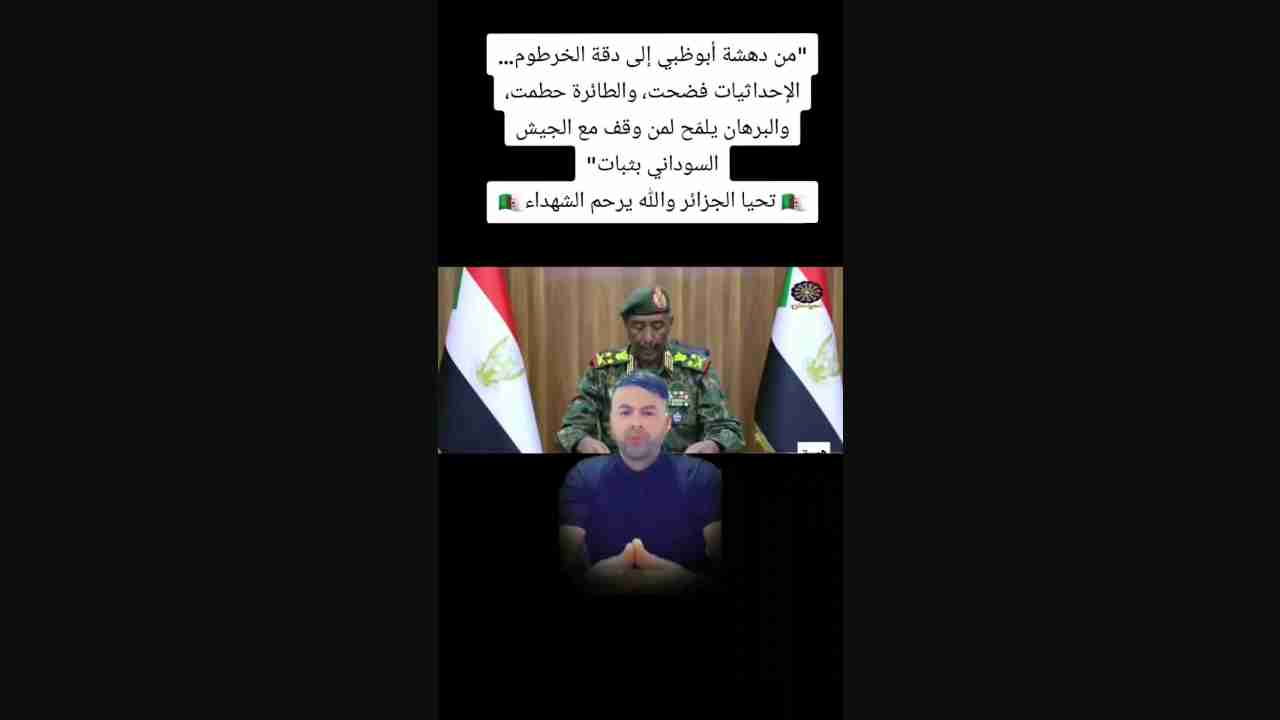 "من دهشة أبوظبي إلى دقة الخرطوم...
الإحداثيات فضحت، والطائرة حطمت،
والبرهان يلمّح لمن وقف مع الجيش
السوداني بثبات"
🇩🇿 تحيا الجزائر والله يرحم الشهداء 🇩🇿